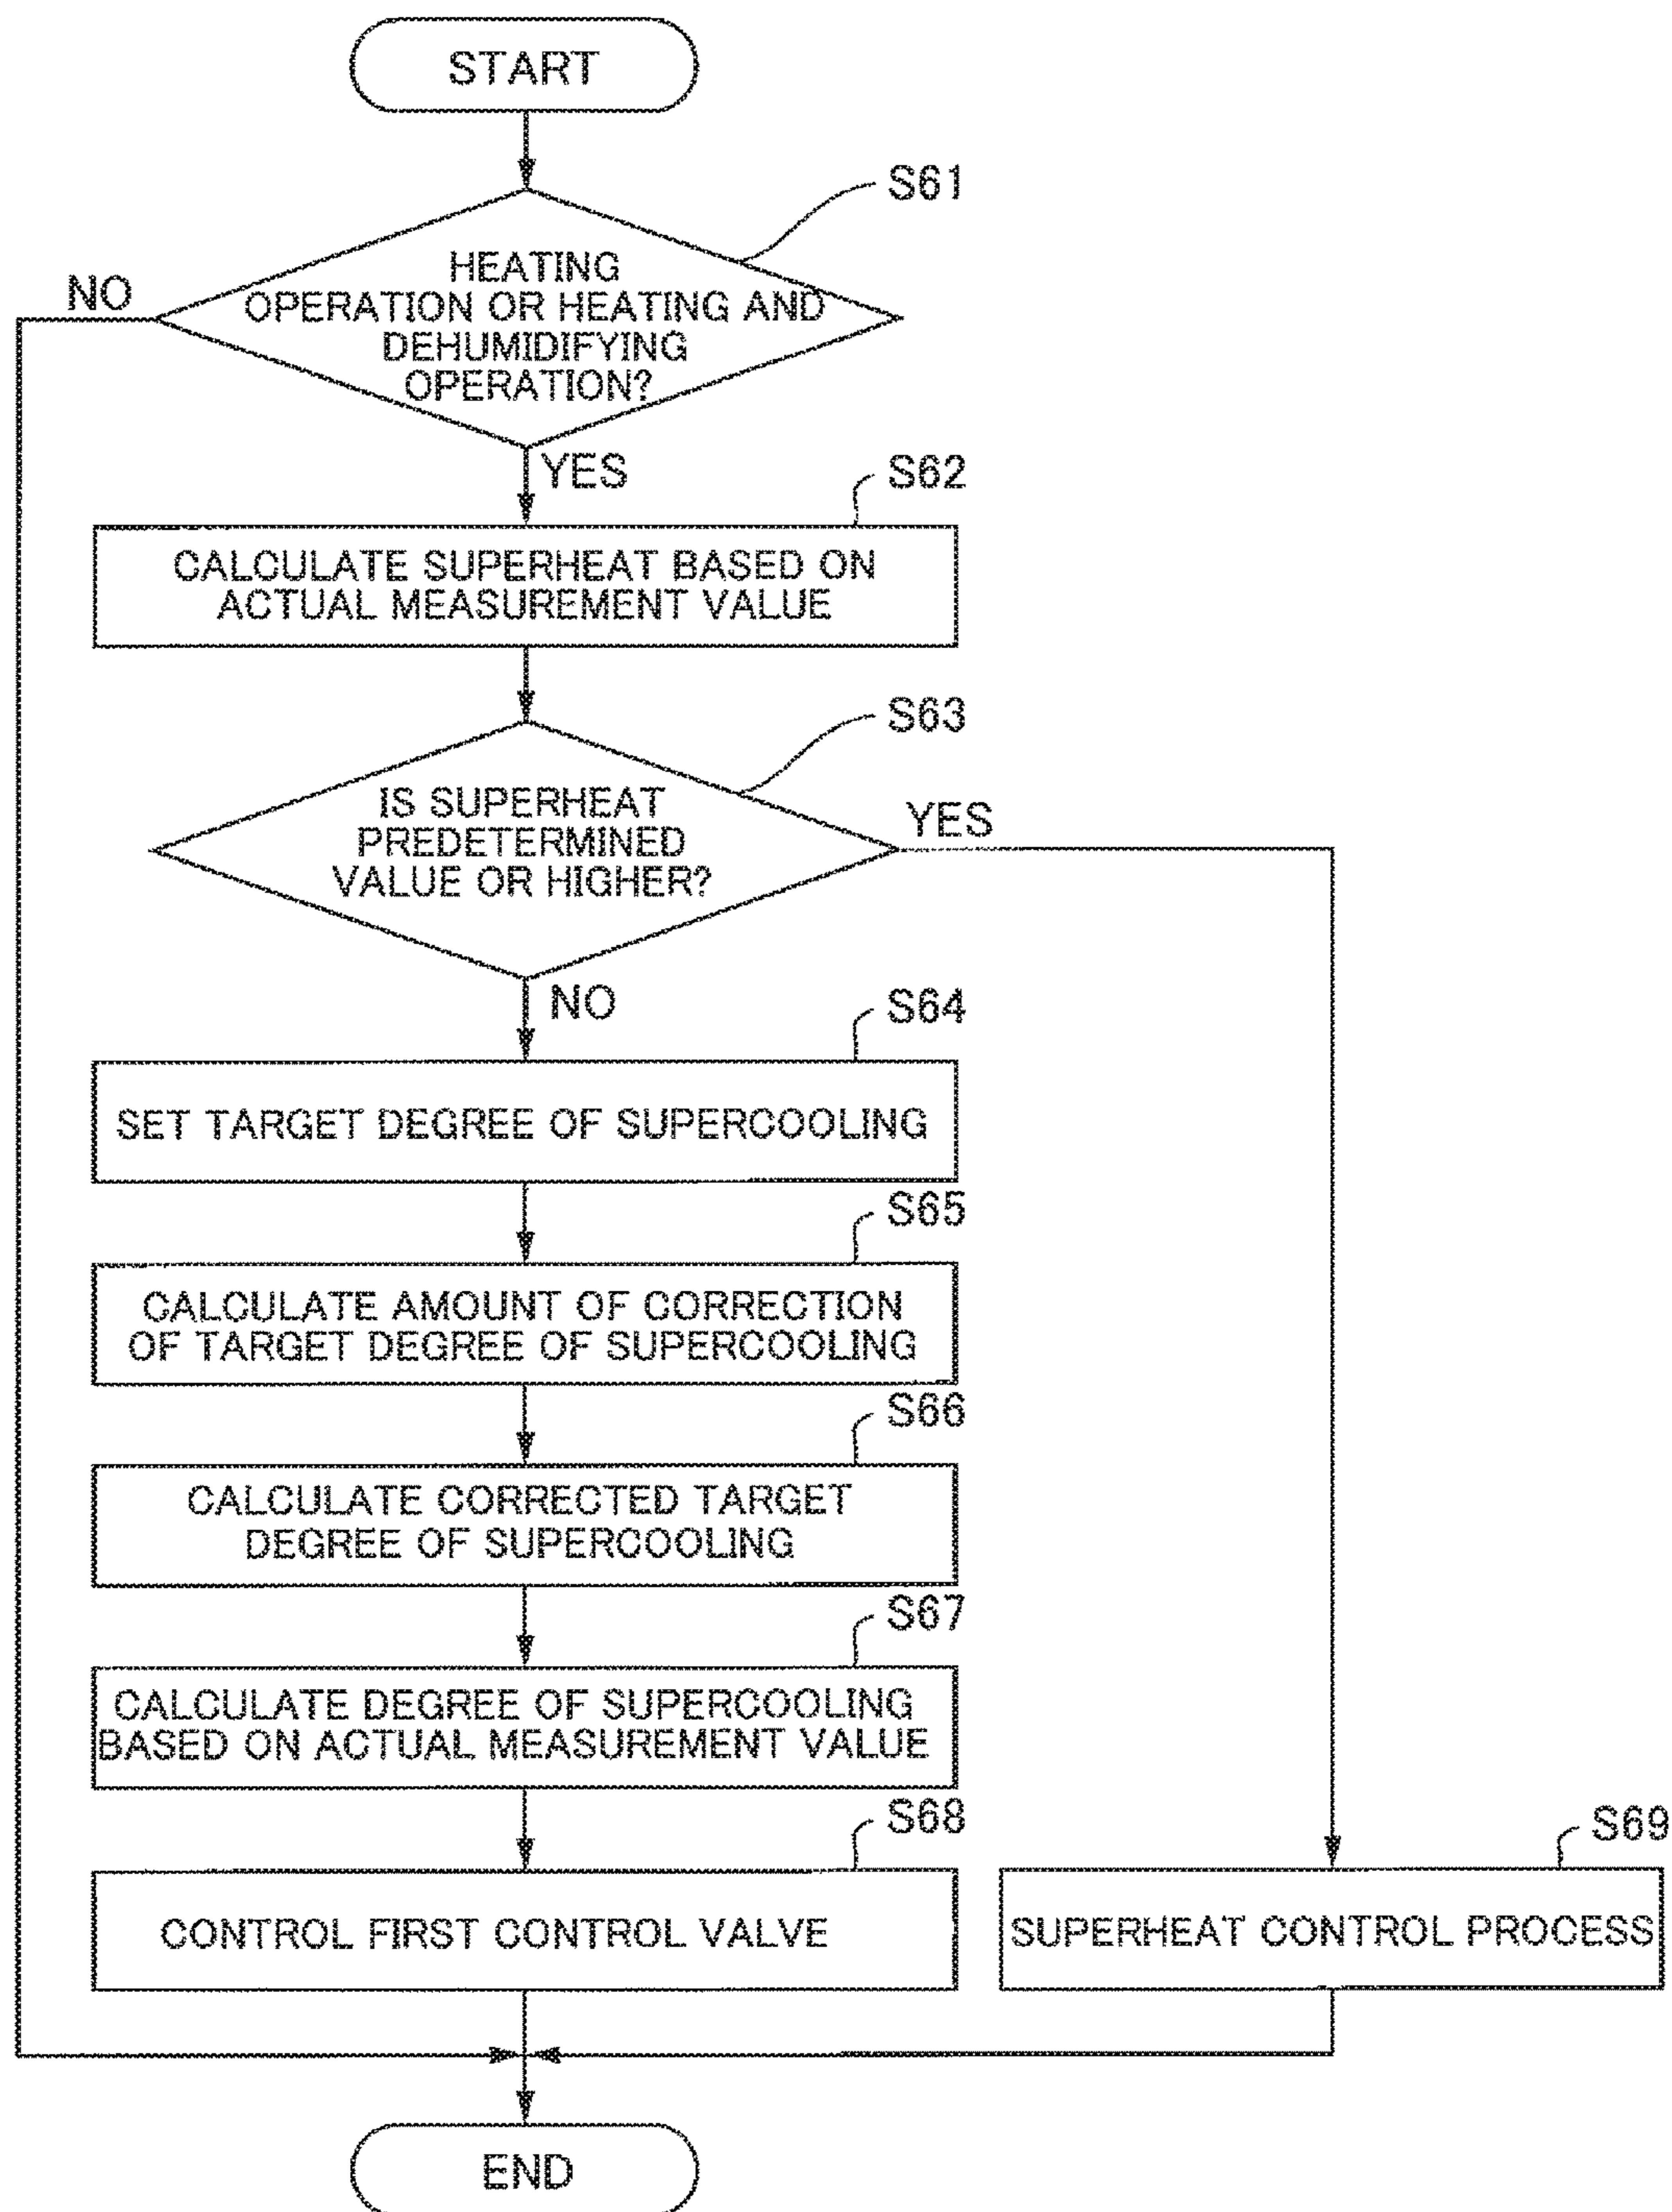 START
S61
HEATING
OPERATION OR HEATING AND
DEHUMIDIFYING
OPERATION?
NO
YES
S62
CALCULATE SUPERHEAT BASED ON
ACTUAL MEASUREMENT VALUE
S63
IS SUPERHEAT
PREDETERMINED
VALUE OR HIGHER?
YES
NO
S64
SET TARGET DEGREE OF SUPERCOOLING
S65
CALCULATE AMOUNT OF CORRECTION
OF TARGET DEGREE OF SUPERCOOLING
S66
CALCULATE CORRECTED TARGET
DEGREE OF SUPERCOOLING
S67
CALCULATE DEGREE OF SUPERCOOLING
BASED ON ACTUAL MEASUREMENT VALUE
S68
CONTROL FIRST CONTROL VALVE
S69
SUPERHEAT CONTROL PROCESS
END